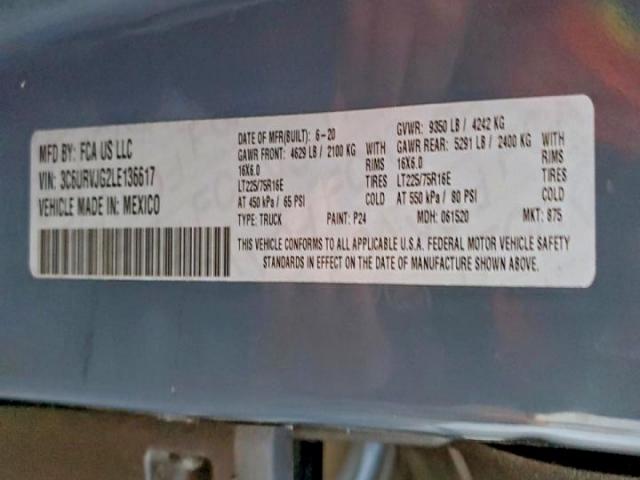 MFD BY: FCA US LLC
VIN: 3C6URVJG2LE136617
VEHICLE MADE IN: MEXICO
DATE OF MFR(BUILT): 6-20
GAWR FRONT: 4629 LB / 2100 KG WITH
16X6.0 RIMS
LT225/75R16E TIRES
AT 450 kPa / 65 PSI COLD
GVWR: 9350 LB / 4242 KG
GAWR REAR: 5291 LB / 2400 KG WITH
16X6.0 RIMS
LT225/75R16E TIRES
AT 550 kPa / 80 PSI COLD
TYPE: TRUCK PAINT: P24 MDH: 061520 MKT: 875
THIS VEHICLE CONFORMS TO ALL APPLICABLE U.S.A. FEDERAL MOTOR VEHICLE SAFETY
STANDARDS IN EFFECT ON THE DATE OF MANUFACTURE SHOWN ABOVE.